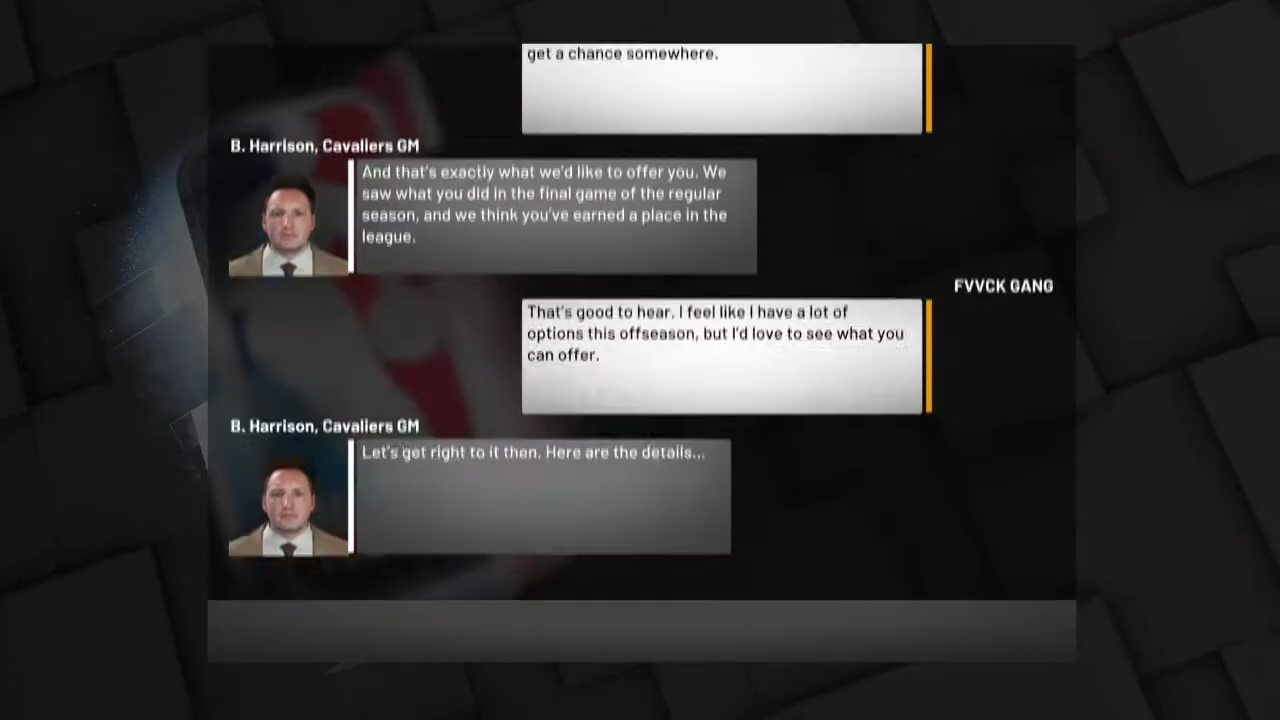 get a chance somewhere.
B. Harrison, Cavaliers GM
And that's exactly what we'd like to offer you. We
saw what you did in the final game of the regular
season, and we think you've earned a place in the
league.
FVVCK GANG
That's good to hear. I feel like I have a lot of
options this offseason, but I'd love to see what you
can offer.
B. Harrison, Cavaliers GM
Let's get right to it then. Here are the details...